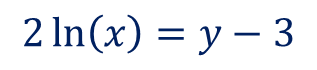 2 ln(x) = y − 3